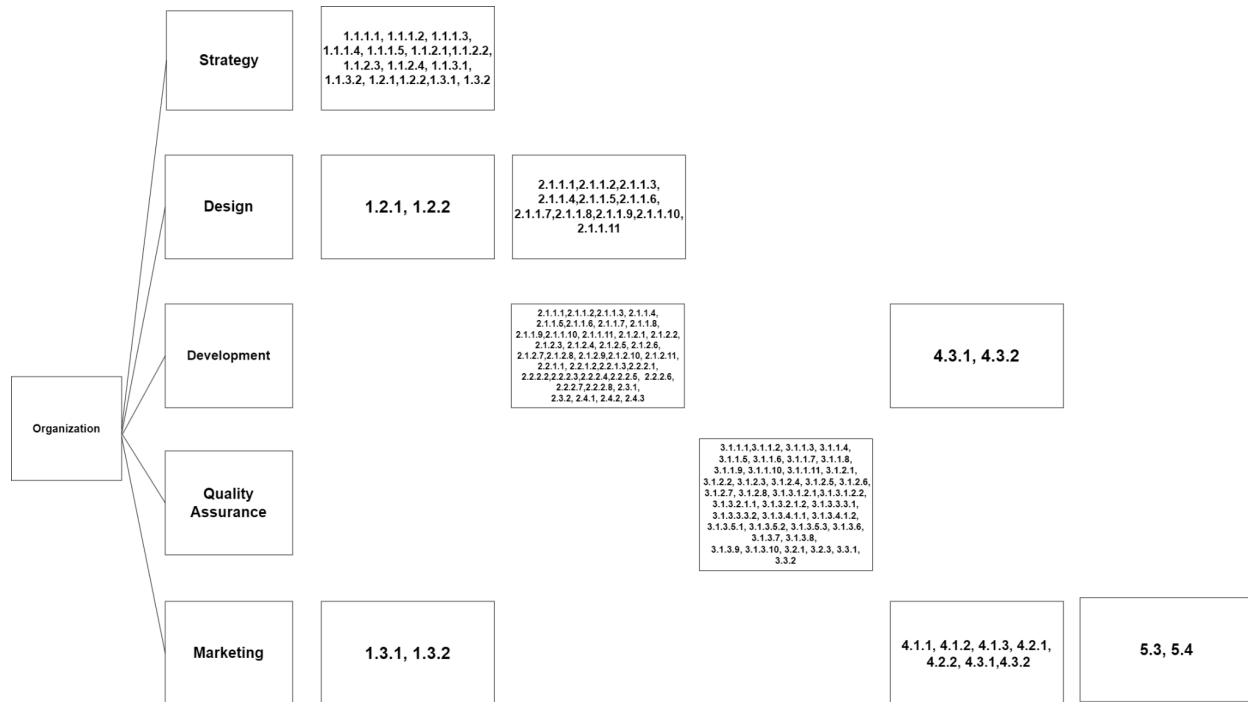 Strategy
1.1.1.1, 1.1.1.2, 1.1.1.3,
1.1.1.4, 1.1.1.5, 1.1.2.1,1.1.2.2,
1.1.2.3, 1.1.2.4, 1.1.3.1,
1.1.3.2, 1.2.1,1.2.2,1.3.1, 1.3.2
Design
1.2.1, 1.2.2
2.1.1.1,2.1.1.2,2.1.1.3,
2.1.1.4,2.1.1.5,2.1.1.6,
2.1.1.7,2.1.1.8,2.1.1.9,2.1.1.10,
2.1.1.11
Development
2.1.1.1,2.1.1.2,2.1.1.3, 2.1.1.4,
2.1.1.5,2.1.1.6, 2.1.1.7, 2.1.1.8,
2.1.1.9,2.1.1.10, 2.1.1.11, 2.1.2.1, 2.1.2.2,
2.1.2.3, 2.1.2.4, 2.1.2.5, 2.1.2.6,
2.1.2.7,2.1.2.8, 2.1.2.9,2.1.2.10, 2.1.2.11,
2.2.1.1, 2.2.1.2,2.2.1.3,2.2.2.1,
2.2.2.2,2.2.2.3,2.2.2.4,2.2.2.5, 2.2.2.6,
2.2.2.7,2.2.2.8, 2.3.1,
2.3.2, 2.4.1, 2.4.2, 2.4.3
4.3.1, 4.3.2
Organization
Quality
Assurance
3.1.1.1,3.1.1.2, 3.1.1.3, 3.1.1.4,
3.1.1.5, 3.1.1.6, 3.1.1.7, 3.1.1.8,
3.1.1.9, 3.1.1.10, 3.1.1.11, 3.1.2.1,
3.1.2.2, 3.1.2.3, 3.1.2.4, 3.1.2.5, 3.1.2.6,
3.1.2.7, 3.1.2.8, 3.1.3.1.2.1,3.1.3.1.2.2,
3.1.3.2.1.1, 3.1.3.2.1.2, 3.1.3.3.3.1,
3.1.3.3.3.2, 3.1.3.4.1.1, 3.1.3.4.1.2,
3.1.3.5.1, 3.1.3.5.2, 3.1.3.5.3, 3.1.3.6,
3.1.3.7, 3.1.3.8,
3.1.3.9, 3.1.3.10, 3.2.1, 3.2.3, 3.3.1,
3.3.2
Marketing
1.3.1, 1.3.2
4.1.1, 4.1.2, 4.1.3, 4.2.1,
4.2.2, 4.3.1,4.3.2
5.3, 5.4